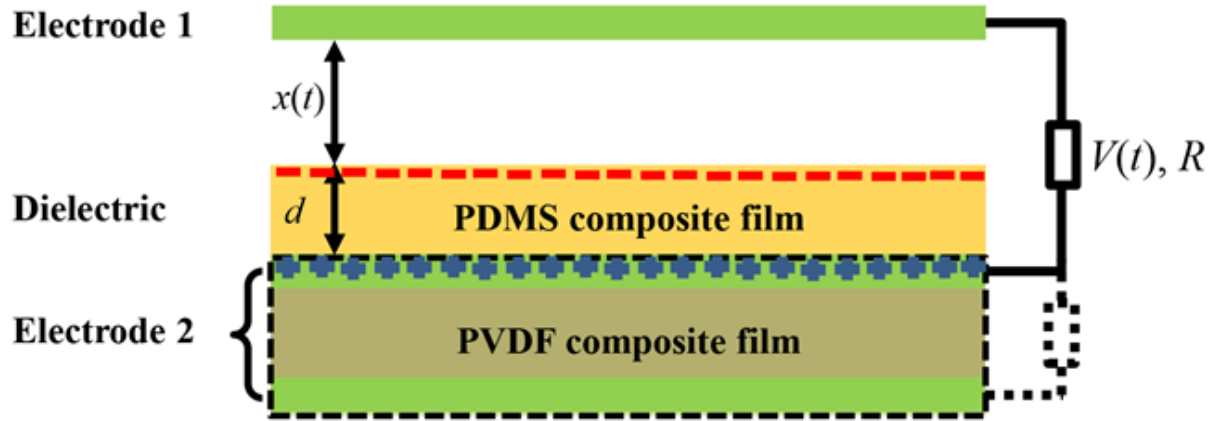 Electrode 1
x(t)
V(t), R
Dielectric
d
PDMS composite film
Electrode 2
PVDF composite film